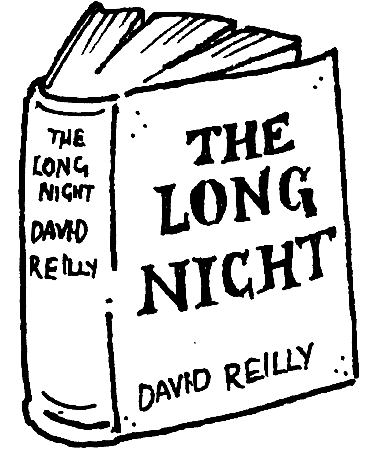 THE
LONG
NIGHT
DAVID
REILLY
THE
LONG
NIGHT
DAVID REILLY